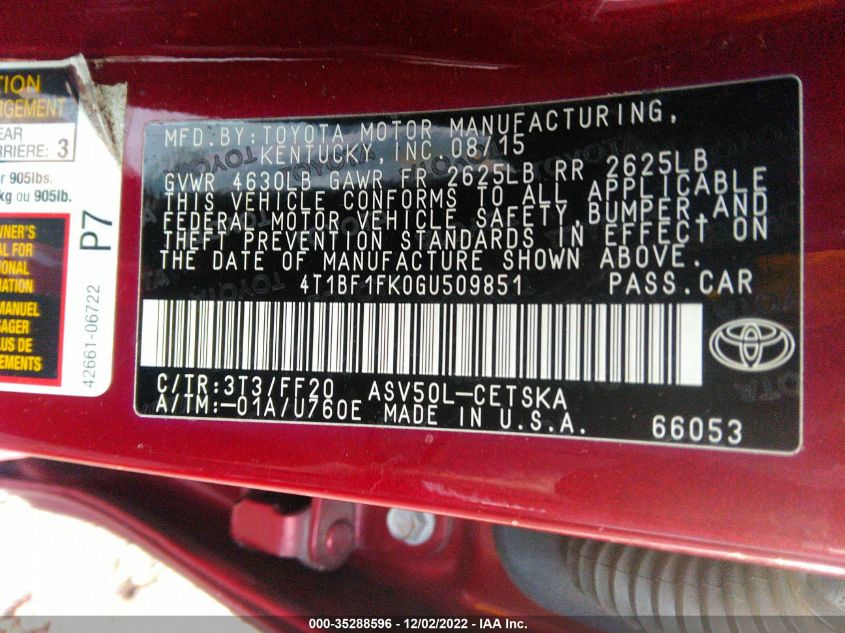 TION
RGEMENT
EAR
RRIERE: 3
r 905lbs.
kg ou 905lb.
WNER'S
AL FOR
IONAL
MATION
MANUEL
SAGER
LUS DE
EMENTS
P7
42661-06722
MFD.BY:TOYOTA MOTOR MANUFACTURING,
KENTUCKY, INC. 08/15
GVWR 4630LB GAWR FR 2625LB RR 2625LB
THIS VEHICLE CONFORMS TO ALL APPLICABLE
FEDERAL MOTOR VEHICLE SAFETY,BUMPER,AND
THEFT PREVENTION STANDARDS IN EFFECT ON
THE DATE OF MANUFACTURE SHOWN ABOVE.
4T1BF1FK0GU509851 PASS.CAR
C/TR:3T3/FF20 ASV50L-CETSKA
A/TM:-01A/U760E MADE IN U.S.A.
66053
000-35288596 - 12/02/2022 - IAA Inc.